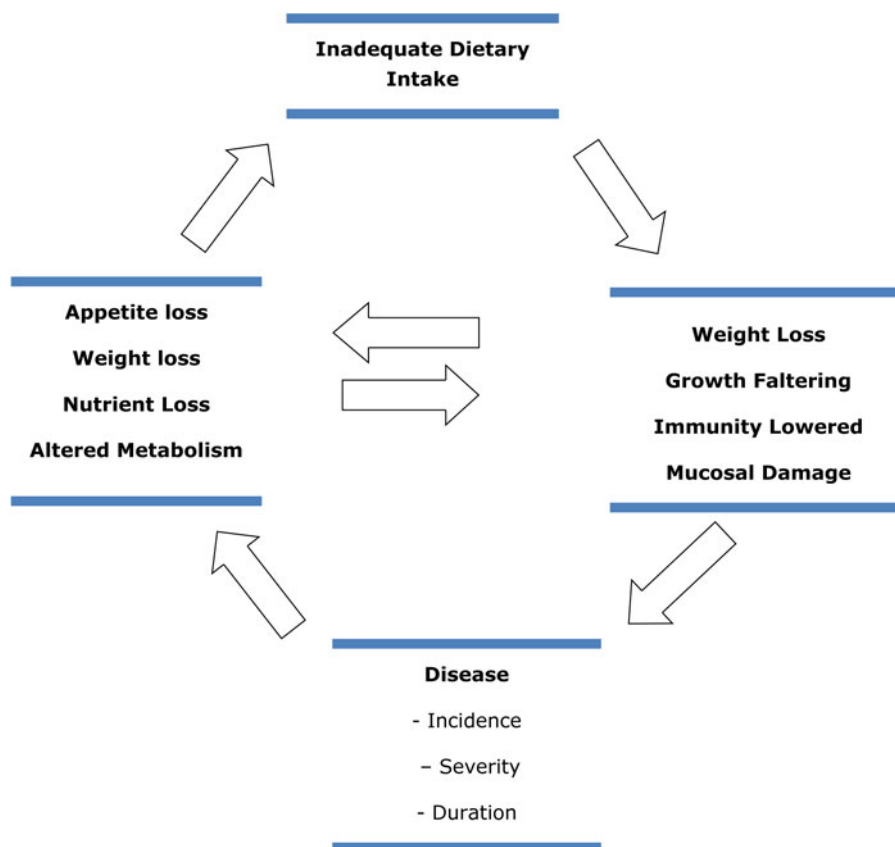 Inadequate Dietary
Intake
Appetite loss
Weight loss
Nutrient Loss
Altered Metabolism
Weight Loss
Growth Faltering
Immunity Lowered
Mucosal Damage
Disease
- Incidence
– Severity
- Duration